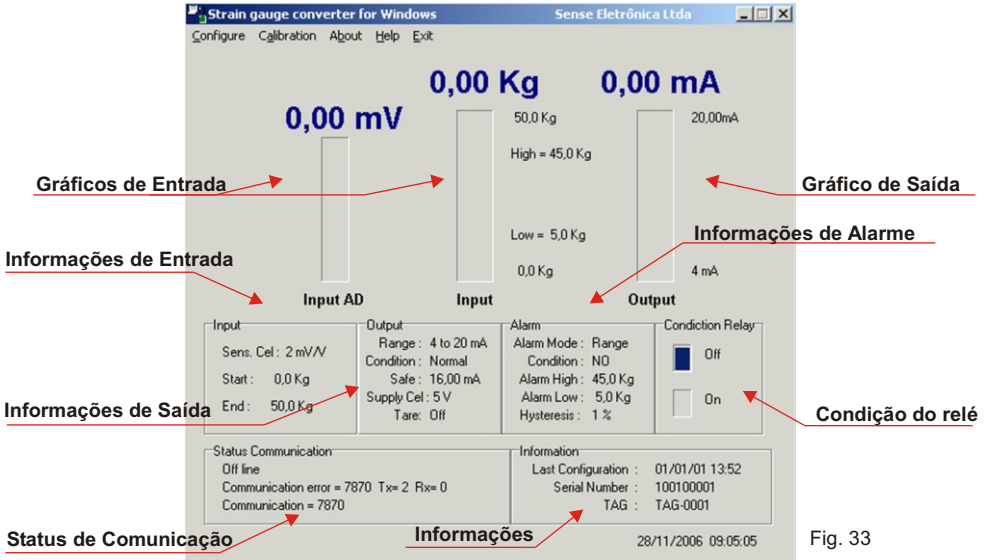 Strain gauge converter for Windows Sense Eletrônica Ltda
Configure Calibration About Help Exit
0,00 mV
0,00 Kg
0,00 mA
50,0 Kg
High = 45,0 Kg
Low = 5,0 Kg
0,0 Kg
20,00mA
4 mA
Gráficos de Entrada
Gráfico de Saída
Informações de Alarme
Informações de Entrada
Input AD
Input
Output
Input
Sens. Cel : 2 mV/V
Start : 0,0 Kg
End : 50,0 Kg
Output
Range : 4 to 20 mA
Condition : Normal
Safe : 16,00 mA
Supply Cel : 5 V
Tare: Off
Alarm
Alarm Mode : Range
Condition : NO
Alarm High : 45,0 Kg
Alarm Low : 5,0 Kg
Hysteresis : 1 %
Condiction Relay
Off
On
Informações de Saída
Condição do relé
Status Communication
Off line
Communication error = 7870 Tx= 2 Rx= 0
Communication = 7870
Information
Last Configuration : 01/01/01 13:52
Serial Number : 100100001
TAG : TAG-0001
Status de Comunicação
Informações
28/11/2006 09:05:05
Fig. 33